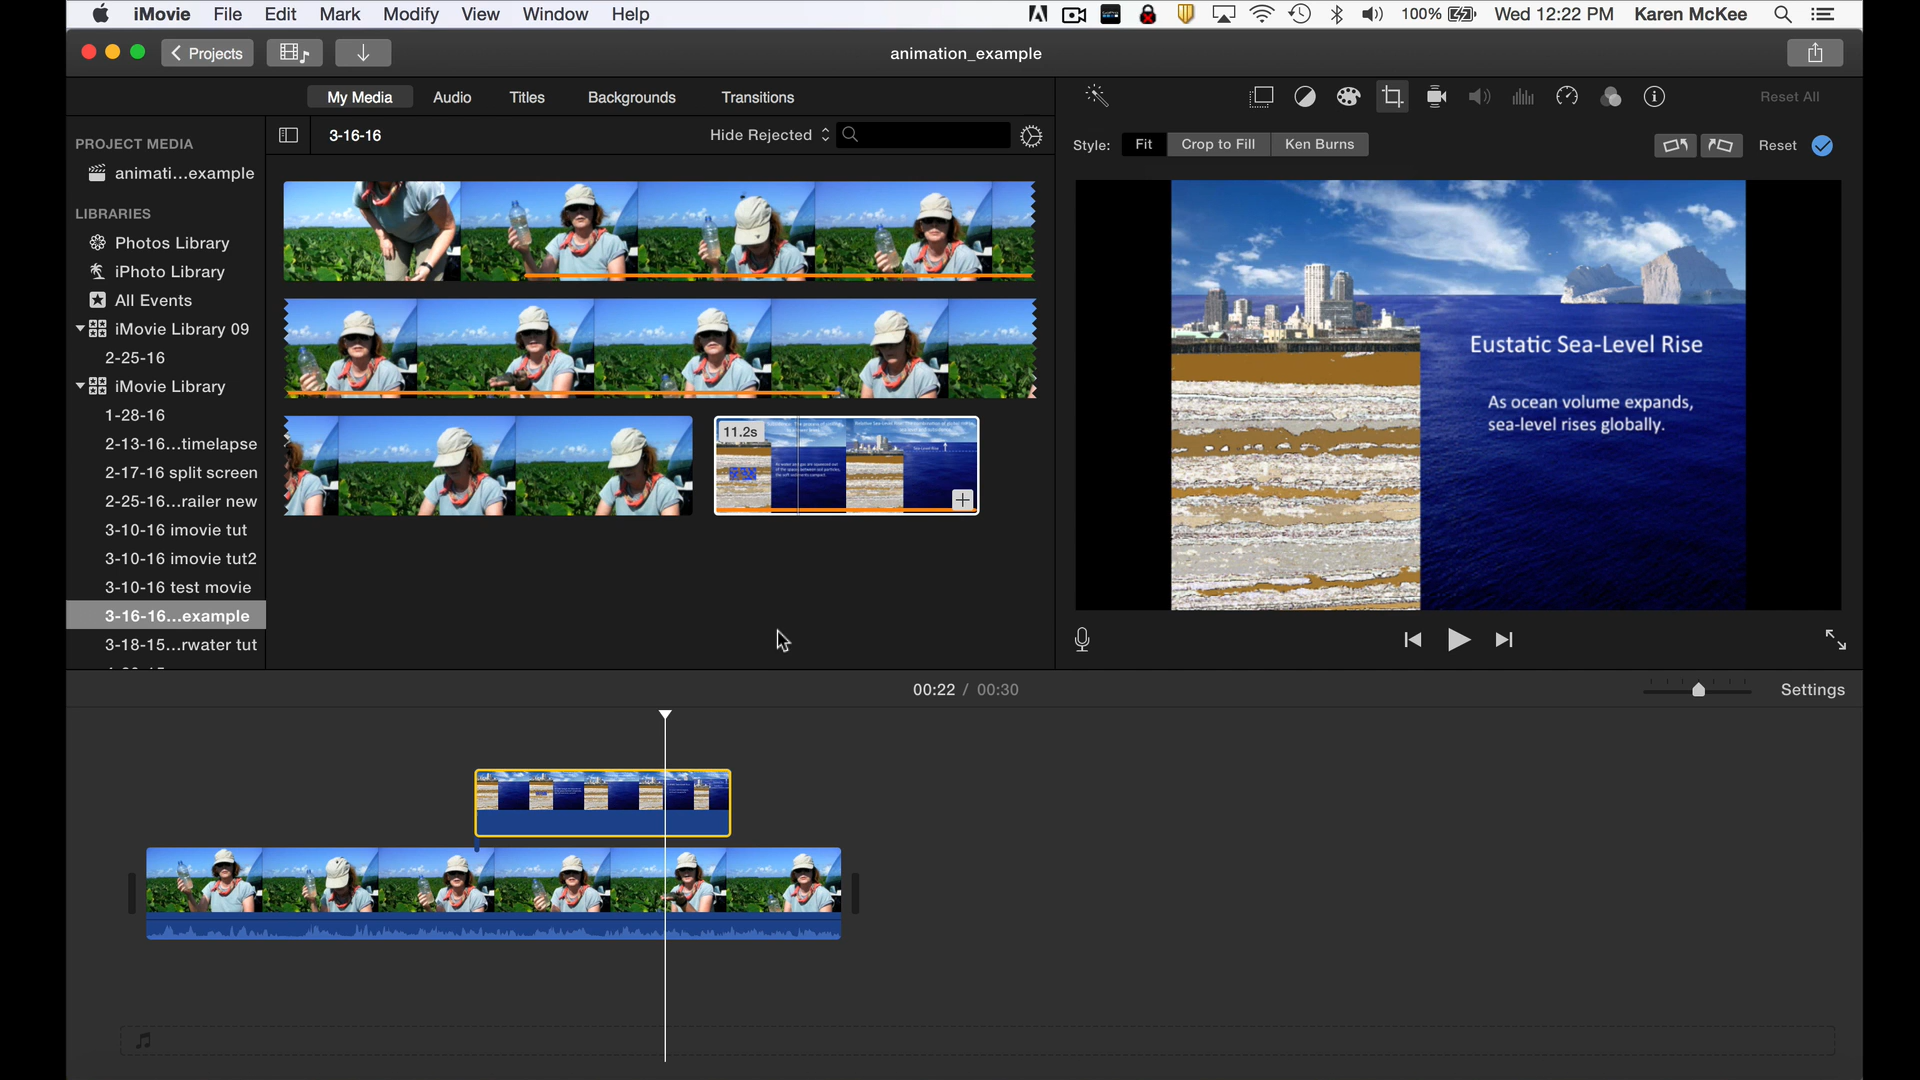 iMovie File Edit Mark Modify View Window Help
100% Wed 12:22 PM Karen McKee
Projects
animation_example
My Media Audio Titles Backgrounds Transitions
Reset All
PROJECT MEDIA
animati...example
LIBRARIES
Photos Library
iPhoto Library
All Events
iMovie Library 09
2-25-16
iMovie Library
1-28-16
2-13-16...timelapse
2-17-16 split screen
2-25-16...railer new
3-10-16 imovie tut
3-10-16 imovie tut2
3-10-16 test movie
3-16-16...example
3-18-15...rwater tut
3-16-16 Hide Rejected
11.2s
Style: Fit Crop to Fill Ken Burns Reset
Eustatic Sea-Level Rise
As ocean volume expands,
sea-level rises globally.
00:22 / 00:30
Settings